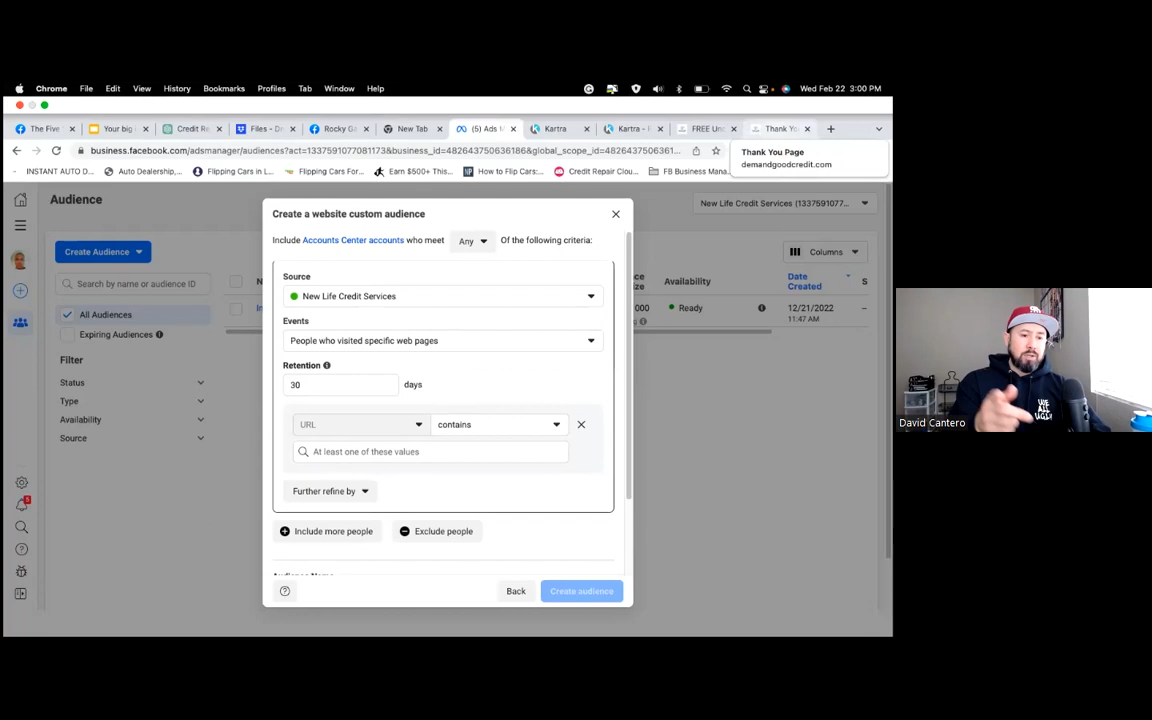 Chrome File Edit View History Bookmarks Profiles Tab Window Help Wed Feb 22 3:00 PM
The Five Your big Credit Re Files - D Rocky Ga New Tab (5) Ads M Kartra Kartra - FREE Un Thank Yo
business.facebook.com/adsmanager/audiences?act=1337591077081173&business_id=482643750636186&global_scope_id=4826437506361...
Thank You Page
demandgoodcredit.com
INSTANT AUTO D... Auto Dealership,... Flipping Cars in L... Flipping Cars For... Earn $500+ This... How to Flip Cars:... Credit Repair Clou... FB Business Mana...
Audience
New Life Credit Services (1337591077...
Create a website custom audience
Include Accounts Center accounts who meet Any Of the following criteria:
Create Audience
Columns
Search by name or audience ID
Availability
Date Created
S
All Audiences
000
Ready
12/21/2022
11:47 AM
Expiring Audiences
Filter
Status
Type
Availability
Source
Source
New Life Credit Services
Events
People who visited specific web pages
Retention
30 days
URL contains
At least one of these values
Further refine by
Include more people
Exclude people
Back
Create audience
David Cantero